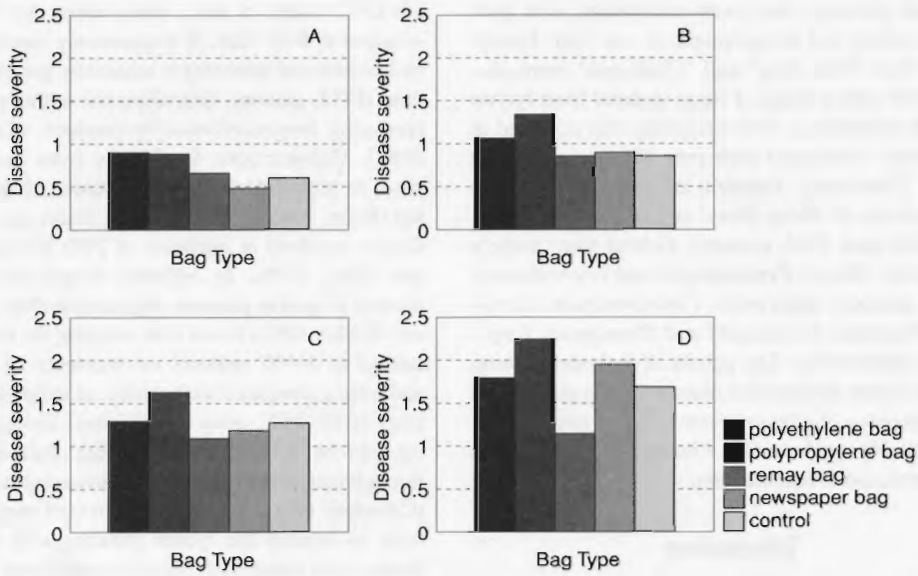 A
Disease severity
2.5
2
1.5
1
0.5
0
Bag Type
B
Disease severity
2.5
2
1.5
1
0.5
0
Bag Type
C
Disease severity
2.5
2
1.5
1
0.5
0
Bag Type
D
Disease severity
2.5
2
1.5
1
0.5
0
Bag Type
polyethylene bag
polypropylene bag
remay bag
newspaper bag
control